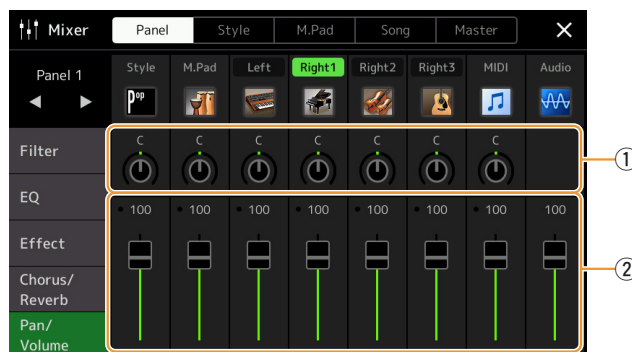 Mixer
Panel Style M.Pad Song Master
Panel 1
Style M.Pad Left Right1 Right2 Right3 MIDI Audio
Pop
Filter
C C C C C C C
1
EQ
100 100 100 100 100 100 100 100
Effect
2
Chorus/
Reverb
Pan/
Volume